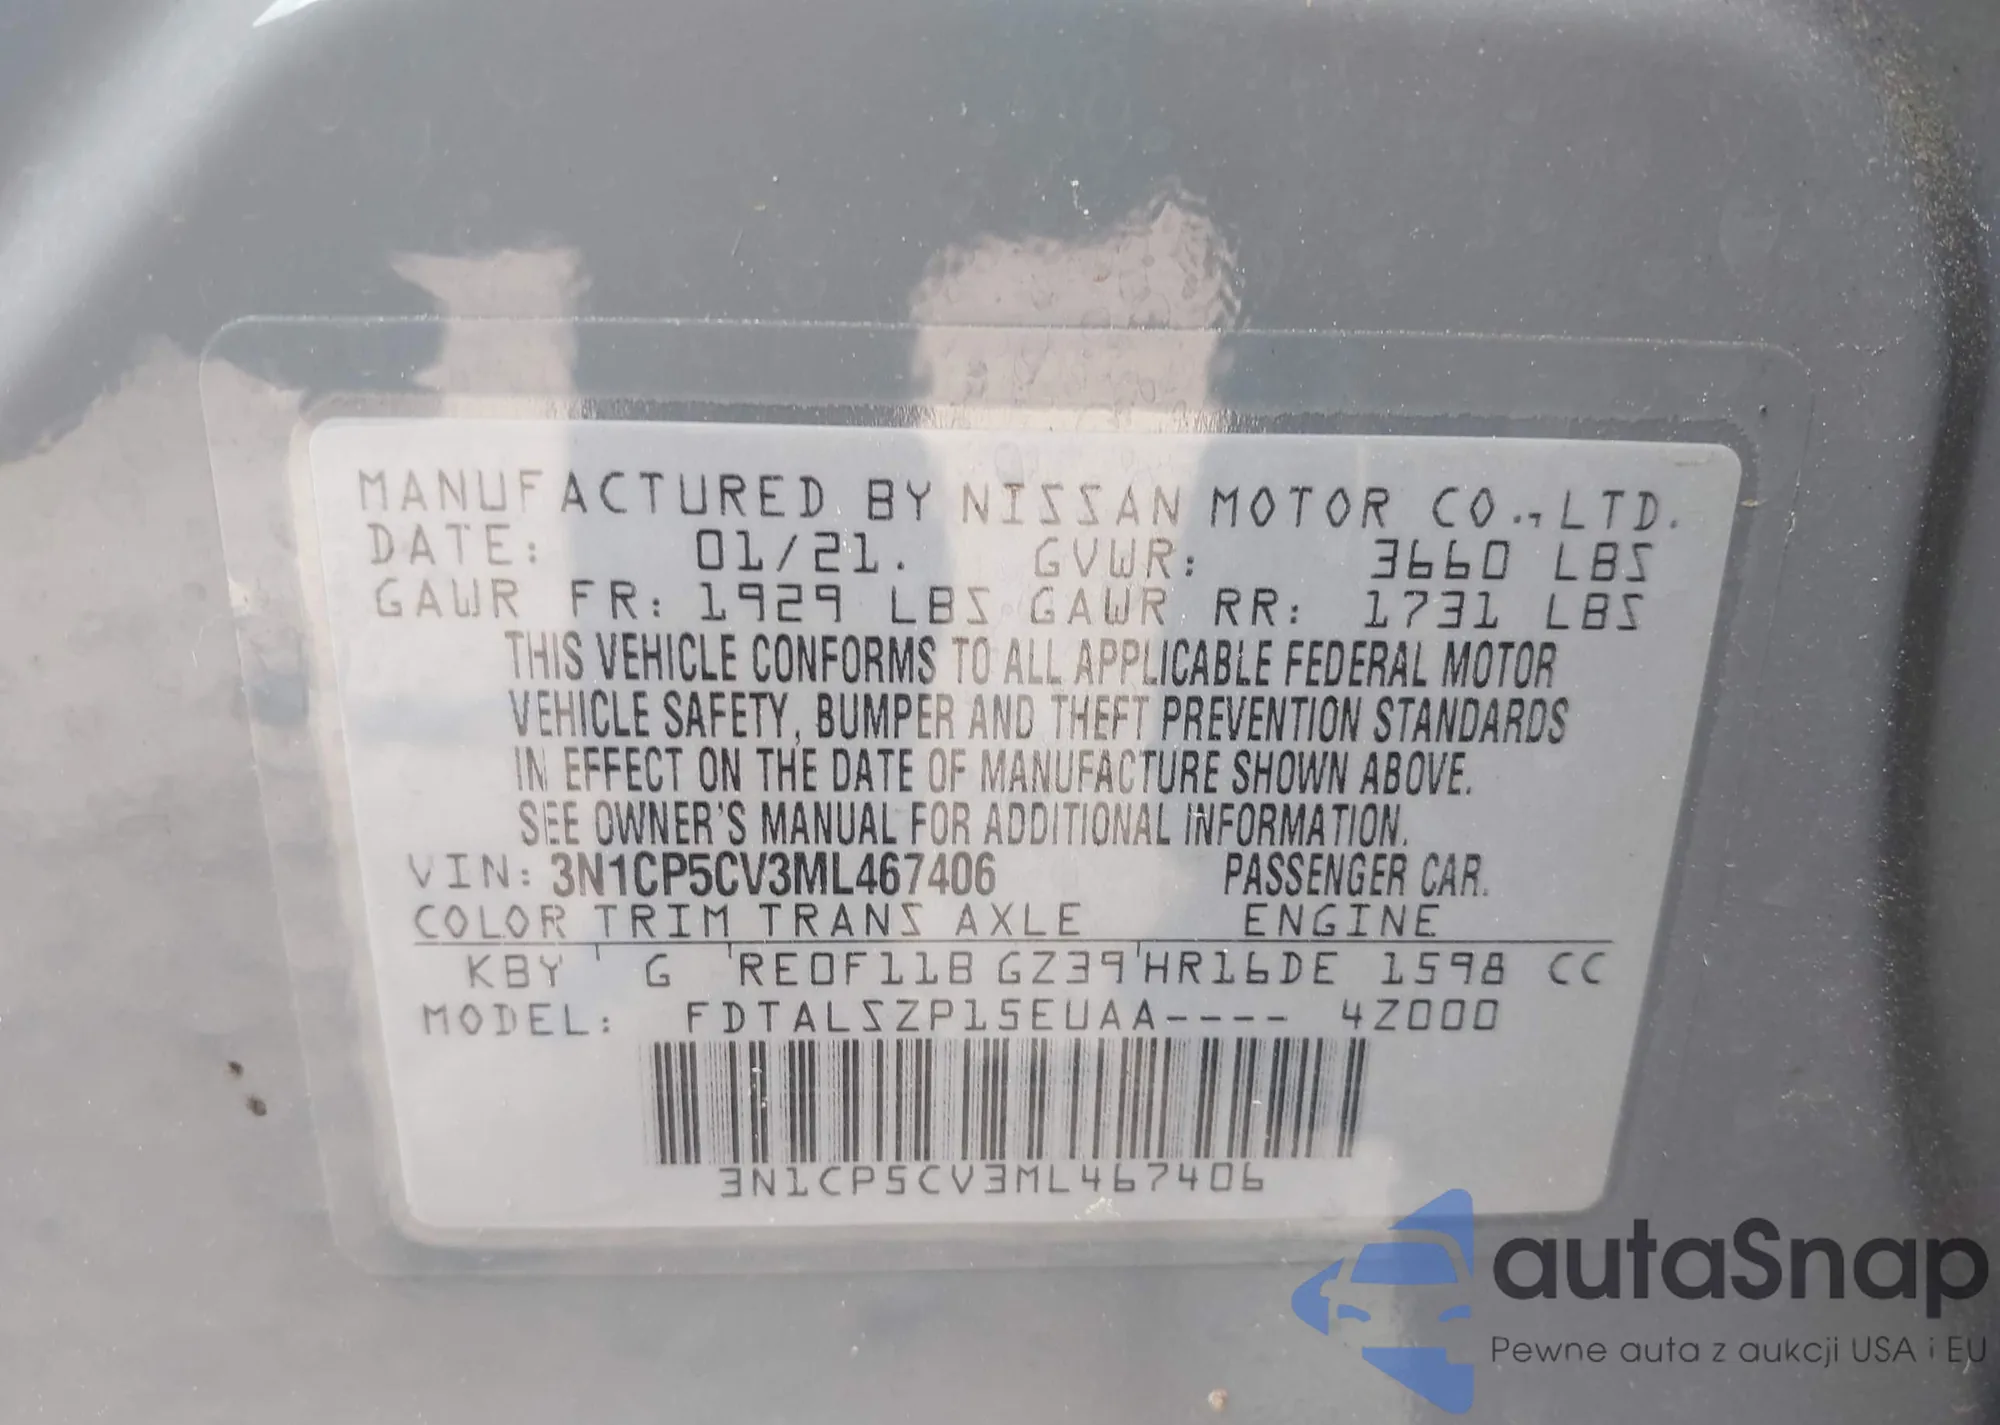 MANUFACTURED BY NISSAN MOTOR CO., LTD.
DATE: 01/21. GVWR: 3660 LBS
GAWR FR: 1929 LBS GAWR RR: 1731 LBS
THIS VEHICLE CONFORMS TO ALL APPLICABLE FEDERAL MOTOR
VEHICLE SAFETY, BUMPER AND THEFT PREVENTION STANDARDS
IN EFFECT ON THE DATE OF MANUFACTURE SHOWN ABOVE.
SEE OWNER'S MANUAL FOR ADDITIONAL INFORMATION.
VIN: 3N1CP5CV3ML467406 PASSENGER CAR.
COLOR TRIM TRANS AXLE ENGINE
KBY G RE0F11B GZ39 HR16DE 1598 CC
MODEL: FDTALSZP15EUAA---- 4Z000
3N1CP5CV3ML467406
autaSnap
Pewne auta z aukcji USA i EU